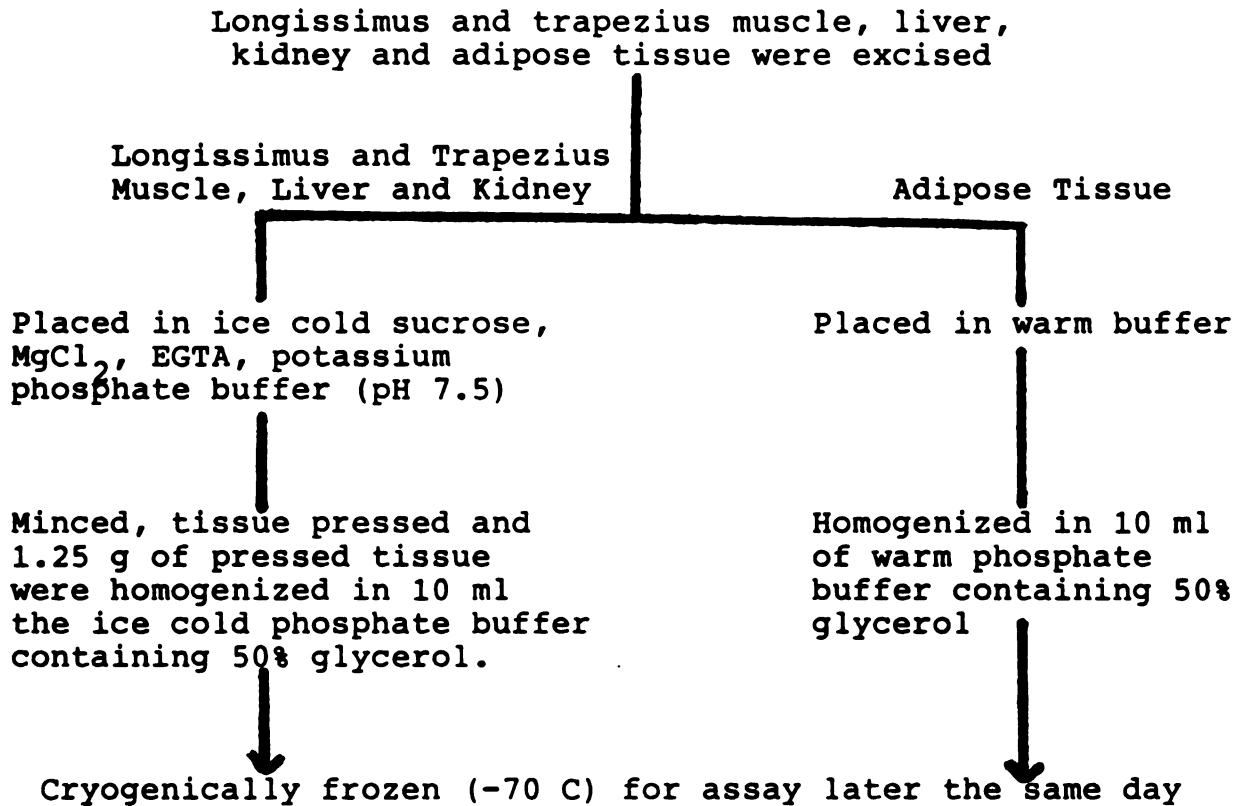 Longissimus and trapezius muscle, liver,
kidney and adipose tissue were excised
Longissimus and Trapezius
Muscle, Liver and Kidney
Adipose Tissue
Placed in ice cold sucrose,
MgCl2, EGTA, potassium
phosphate buffer (pH 7.5)
Placed in warm buffer
Minced, tissue pressed and
1.25 g of pressed tissue
were homogenized in 10 ml
the ice cold phosphate buffer
containing 50% glycerol.
Homogenized in 10 ml
of warm phosphate
buffer containing 50%
glycerol
Cryogenically frozen (-70 C) for assay later the same day